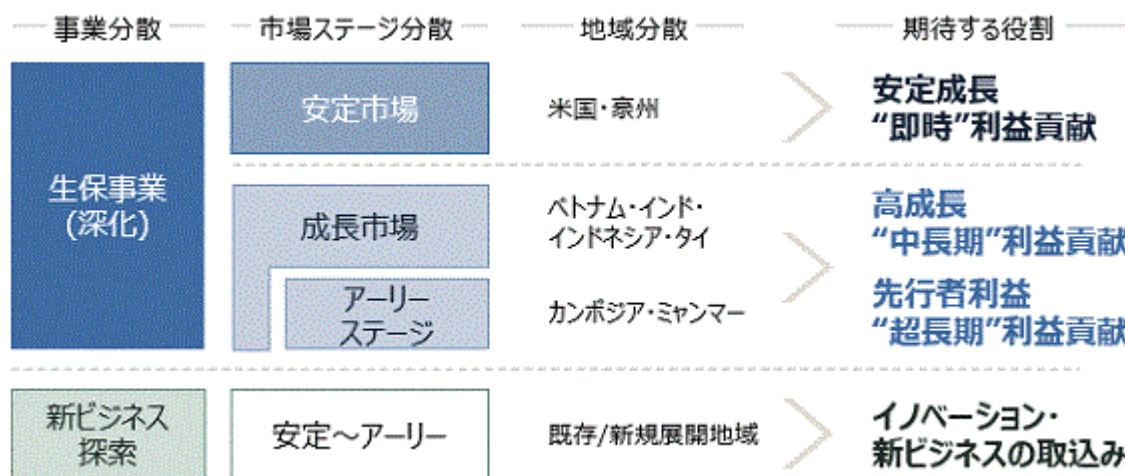 事業分散
市場ステージ分散
地域分散
期待する役割
生保事業
(深化)
安定市場
米国・豪州
安定成長
“即時”利益貢献
成長市場
ベトナム・インド・
インドネシア・タイ
高成長
“中長期”利益貢献
アーリー
ステージ
カンボジア・ミャンマー
先行者利益
“超長期”利益貢献
新ビジネス
探索
安定～アーリー
既存/新規展開地域
イノベーション・
新ビジネスの取込み